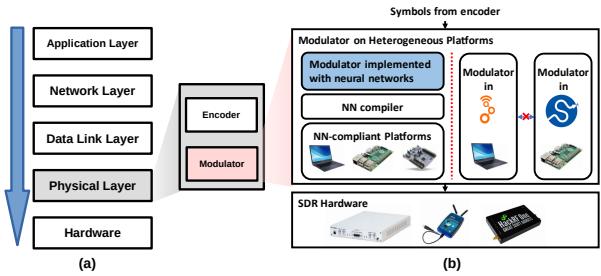 Application Layer
Network Layer
Data Link Layer
Physical Layer
Hardware
(a)
Encoder
Modulator
Symbols from encoder
Modulator on Heterogeneous Platforms
Modulator implemented
with neural networks
NN compiler
NN-compliant Platforms
Modulator
in
Modulator
in
SDR Hardware
HackerOne
(b)